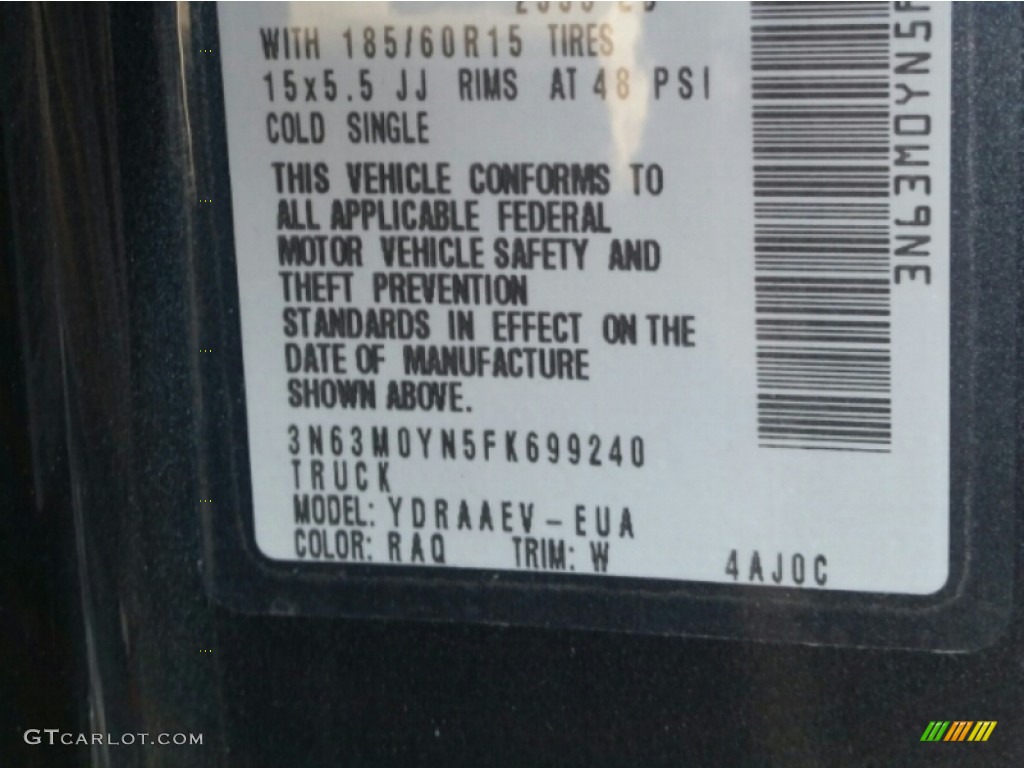 WITH 185/60R15 TIRES
15x5.5 JJ RIMS AT 48 PSI
COLD SINGLE
THIS VEHICLE CONFORMS TO
ALL APPLICABLE FEDERAL
MOTOR VEHICLE SAFETY AND
THEFT PREVENTION
STANDARDS IN EFFECT ON THE
DATE OF MANUFACTURE
SHOWN ABOVE.
3N63M0YN5FK699240
TRUCK
MODEL: YDRAAEV-EUA
COLOR: RAQ TRIM: W 4AJ0C
3N63M0YN5F
GTCARLOT.COM